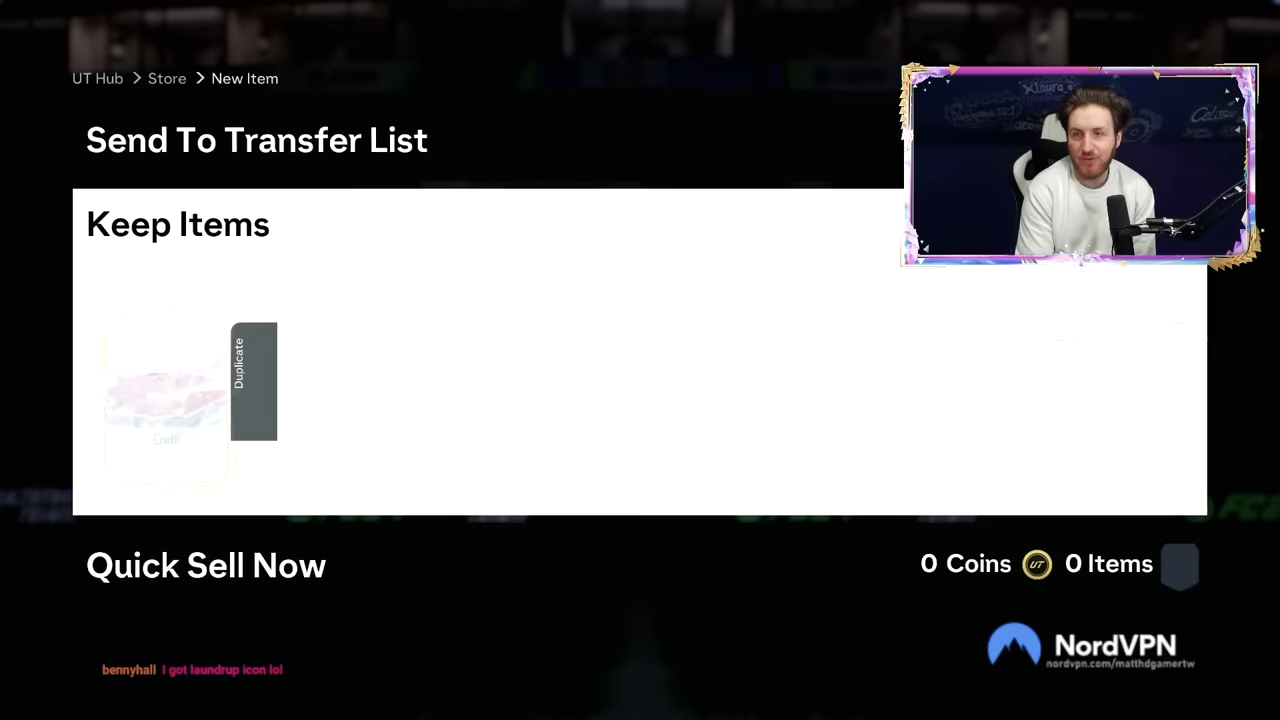 UT Hub > Store > New Item
Send To Transfer List
Keep Items
Duplicate
Quick Sell Now
0 Coins UT 0 Items
NordVPN
nordvpn.com/matthdgamertw
bennyhall I got laundrup icon lol